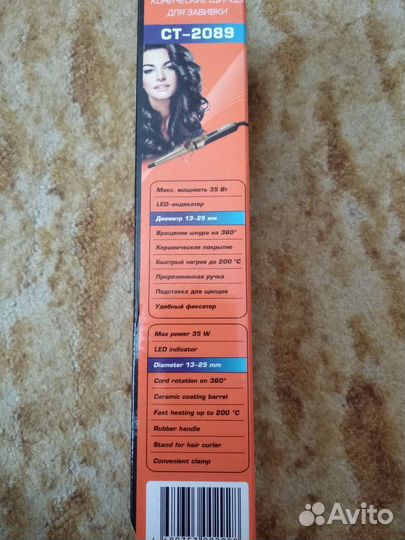 КОНИЧЕСКИЕ ЩИПЦЫ
ДЛЯ ЗАВИВКИ
CT-2089
Макс. мощность 35 Вт
LED-индикатор
Диаметр 13-25 мм
Вращение шнура на 360°
Керамическое покрытие
Быстрый нагрев до 200 °C
Прорезиненная ручка
Подставка для щипцов
Удобный фиксатор
Max power 35 W
LED indicator
Diameter 13-25 mm
Cord rotation on 360°
Ceramic coating barrel
Fast heating up to 200 °C
Rubber handle
Stand for hair curler
Convenient clamp
Avito